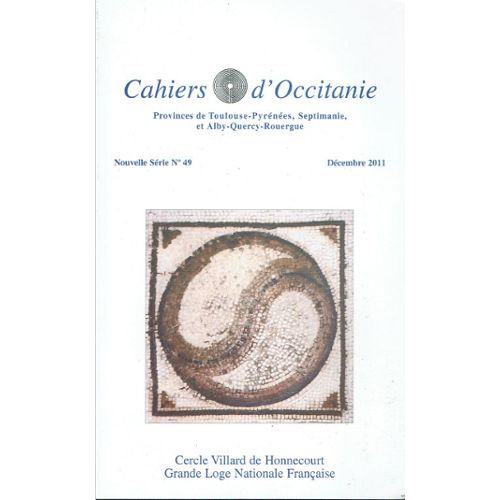 Cahiers d'Occitanie
Provinces de Toulouse-Pyrénées, Septimanie,
et Alby-Quercy-Rouergue
Nouvelle Série N° 49 Décembre 2011
Cercle Villard de Honnecourt
Grande Loge Nationale Française